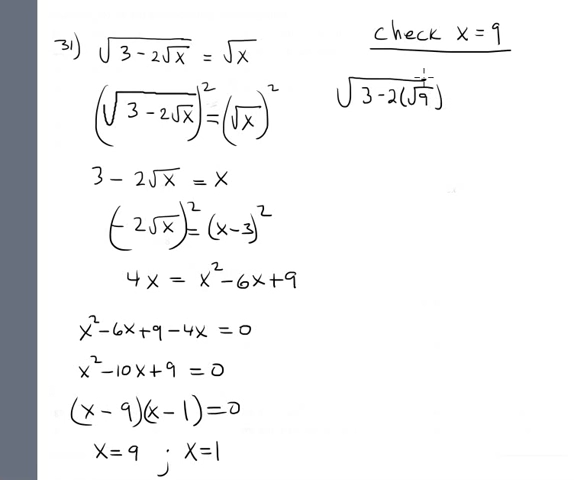 31) √(3 - 2√x) = √x
(√(3 - 2√x))² = (√x)²
3 - 2√x = x
(-2√x)² = (x-3)²
4x = x² - 6x + 9
x² - 6x + 9 - 4x = 0
x² - 10x + 9 = 0
(x - 9)(x - 1) = 0
x = 9 ; x = 1
check x = 9
√(3 - 2(√9))